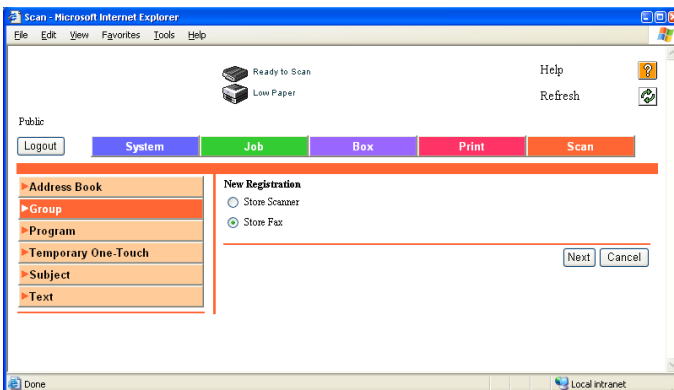 Scan - Microsoft Internet Explorer
File Edit View Favorites Tools Help
Ready to Scan
Help
?
Low Paper
Refresh
Public
Logout
System
Job
Box
Print
Scan
Address Book
New Registration
Store Scanner
Group
Store Fax
Program
Temporary One-Touch
Next
Cancel
Subject
Text
Done
Local intranet